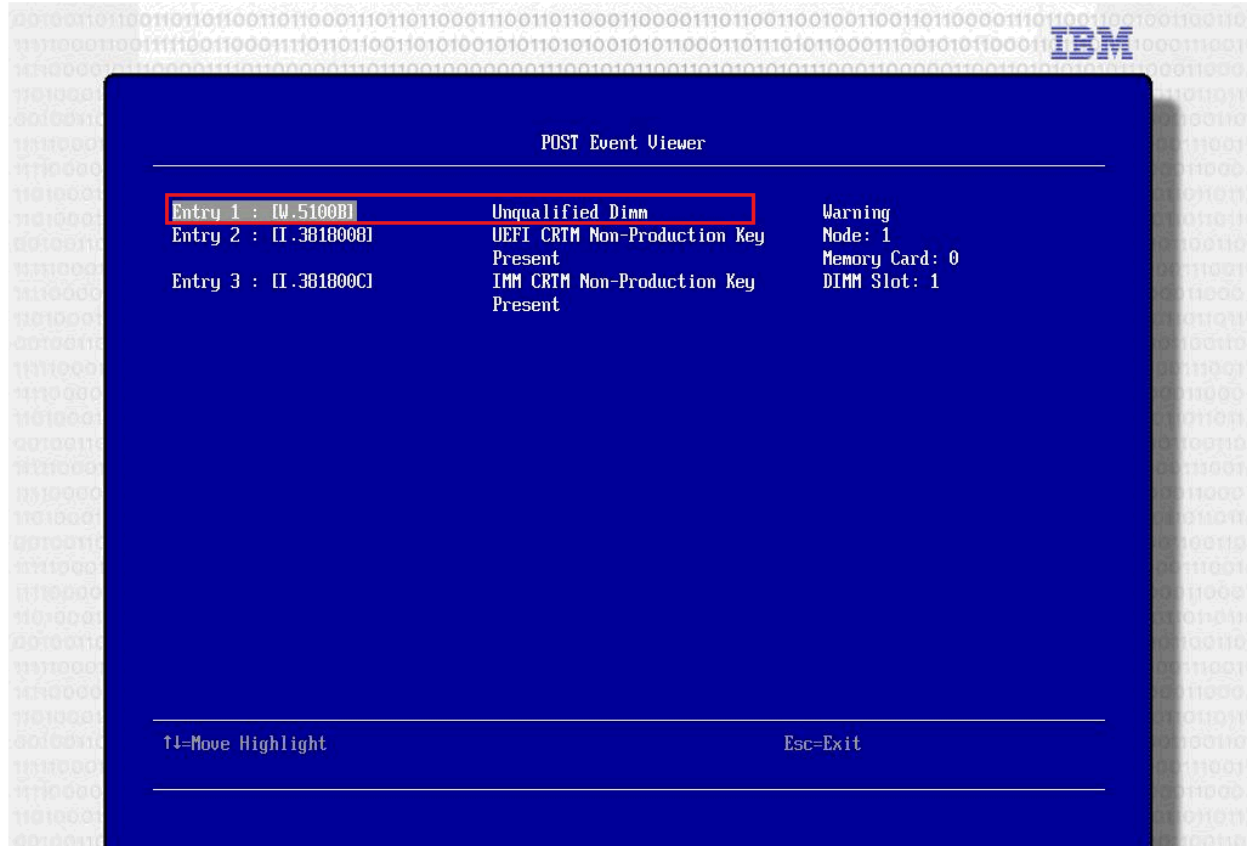 IBM
POST Event Viewer
Entry 1 : [W.5100B] Unqualified Dimm Warning
Entry 2 : [I.3818008] UEFI CRTM Non-Production Key Node: 1
Present Memory Card: 0
Entry 3 : [I.381800C] IMM CRTM Non-Production Key DIMM Slot: 1
Present
↑↓=Move Highlight Esc=Exit